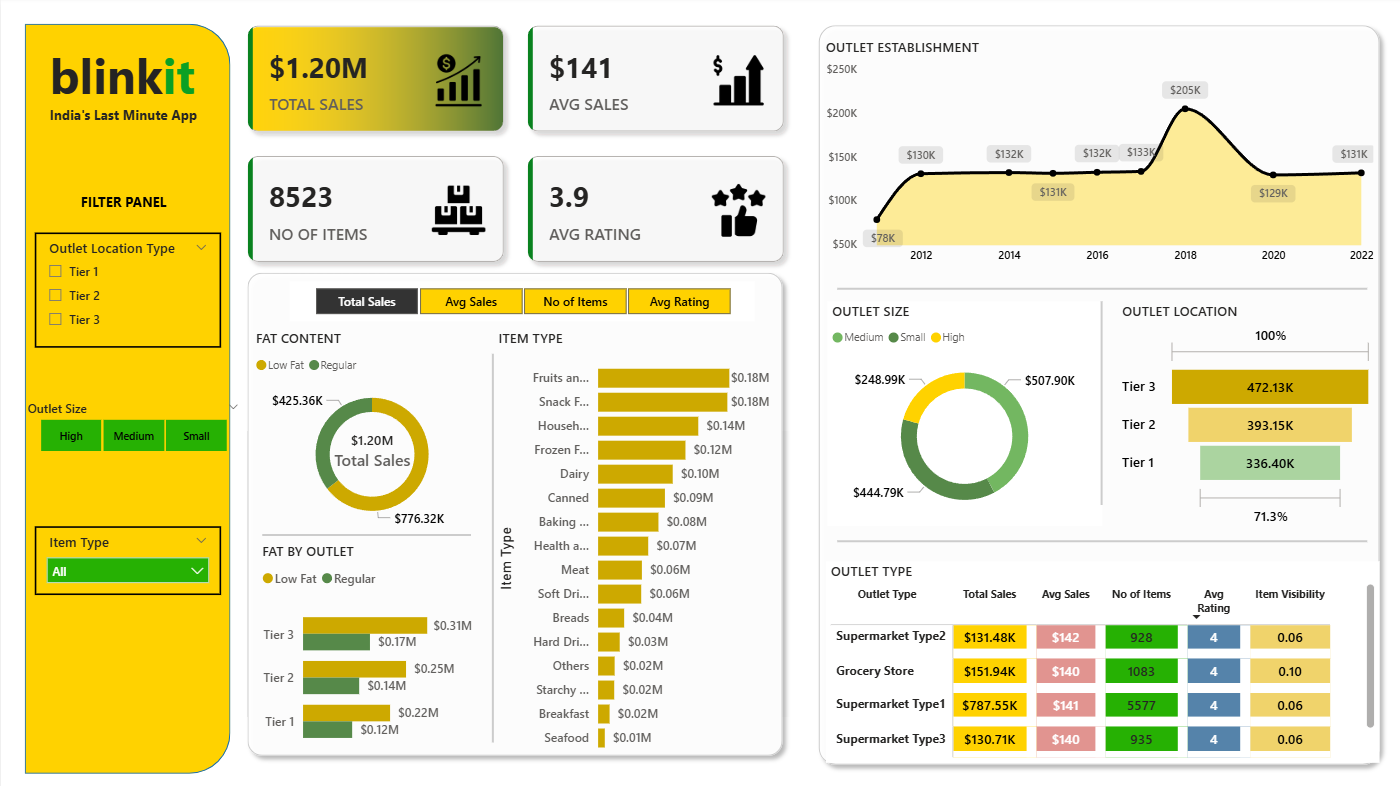 blinkit
India's Last Minute App
FILTER PANEL
Outlet Location Type
Tier 1
Tier 2
Tier 3
Outlet Size
High Medium Small
Item Type
All
$1.20M
TOTAL SALES
$
$141
AVG SALES
$
8523
NO OF ITEMS
3.9
AVG RATING
Total Sales Avg Sales No of Items Avg Rating
FAT CONTENT
Low Fat Regular
$425.36K
$1.20M
Total Sales
$776.32K
FAT BY OUTLET
Low Fat Regular
Tier 3 $0.31M
$0.17M
Tier 2 $0.25M
$0.14M
Tier 1 $0.22M
$0.12M
ITEM TYPE
Item Type
Fruits an... $0.18M
Snack F... $0.18M
Househ... $0.14M
Frozen F... $0.12M
Dairy $0.10M
Canned $0.09M
Baking ... $0.08M
Health a... $0.07M
Meat $0.06M
Soft Dri... $0.06M
Breads $0.04M
Hard Dri... $0.03M
Others $0.02M
Starchy ... $0.02M
Breakfast $0.02M
Seafood $0.01M
OUTLET ESTABLISHMENT
$250K
$200K
$150K
$100K
$50K
$78K
$130K
$132K
$131K
$132K
$133K
$205K
$129K
$131K
2012 2014 2016 2018 2020 2022
OUTLET SIZE
Medium Small High
$248.99K
$507.90K
$444.79K
OUTLET LOCATION
100%
Tier 3 472.13K
Tier 2 393.15K
Tier 1 336.40K
71.3%
OUTLET TYPE
Outlet Type Total Sales Avg Sales No of Items Avg Rating Item Visibility
Supermarket Type2 $131.48K $142 928 4 0.06
Grocery Store $151.94K $140 1083 4 0.10
Supermarket Type1 $787.55K $141 5577 4 0.06
Supermarket Type3 $130.71K $140 935 4 0.06